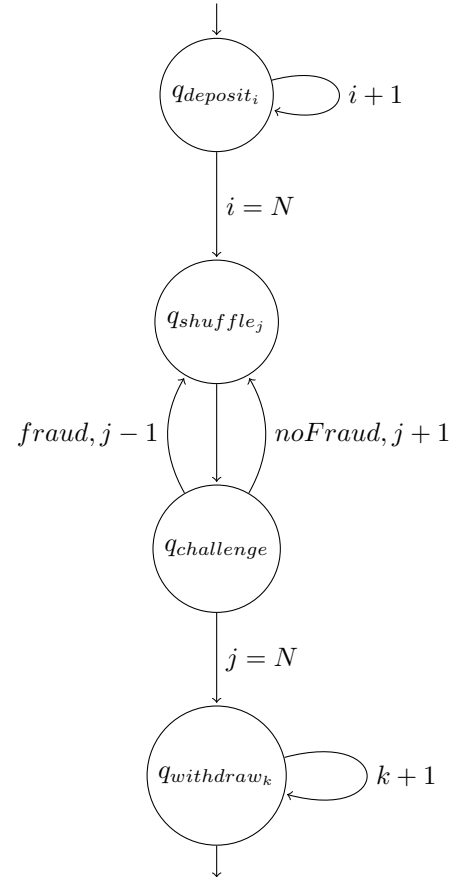 q_{deposit_i}
i + 1
i = N
q_{shuffle_j}
fraud, j − 1
noFraud, j + 1
q_{challenge}
j = N
q_{withdraw_k}
k + 1